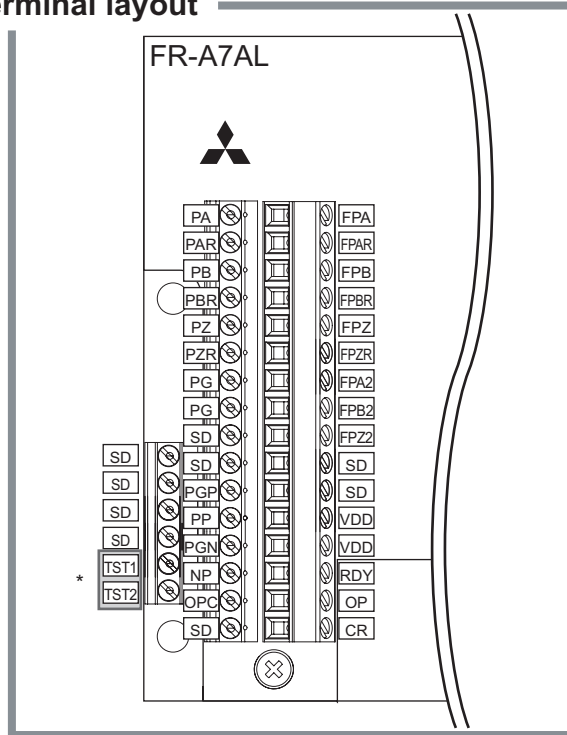 erminal layout
FR-A7AL
PA FPA
PAR FPAR
PB FPB
PBR FPBR
PZ FPZ
PZR FPZR
PG FPA2
PG FPB2
SD FPZ2
SD SD SD
SD PGP SD
SD PP VDD
SD PGN VDD
* TST1 NP RDY
TST2 OPC OP
SD CR